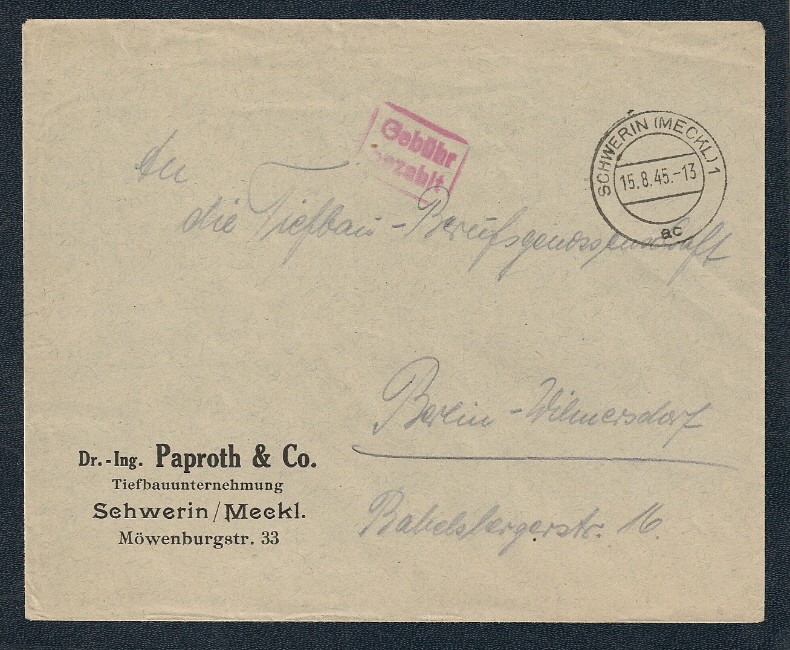 Gebühr
bezahlt
SCHWERIN (MECKL) 1
15.8.45.-13
ac
An
die Tiefbau-Berufsgenossenschaft
Berlin-Wilmersdorf
Babelsbergerstr. 16.
Dr.-Ing. Paproth & Co.
Tiefbauunternehmung
Schwerin/Meckl.
Möwenburgstr. 33